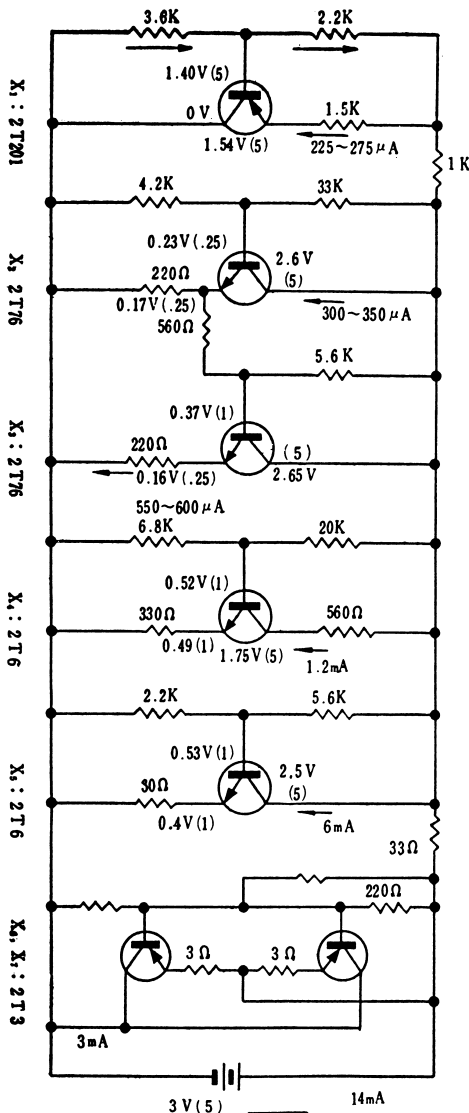 3.6K
2.2K
X₁ : 2T201
1.40V (5)
0V
1.54V (5)
1.5K
225~275μA
1K
4.2K
33K
X₂ 2T76
0.23V (.25)
2.6V
(5)
220Ω
0.17V (.25)
300~350μA
560Ω
5.6K
X₃ : 2T76
0.37V (1)
220Ω
0.16V (.25)
(5)
2.65V
550~600μA
6.8K
20K
X₄ : 2T6
0.52V (1)
330Ω
560Ω
0.49 (1)
1.75V (5)
1.2mA
2.2K
5.6K
X₅ : 2T6
0.53V (1)
2.5V
(5)
30Ω
0.4V (1)
6mA
33Ω
220Ω
X₆, X₇ : 2T3
3Ω
3Ω
3mA
3V (5)
14mA